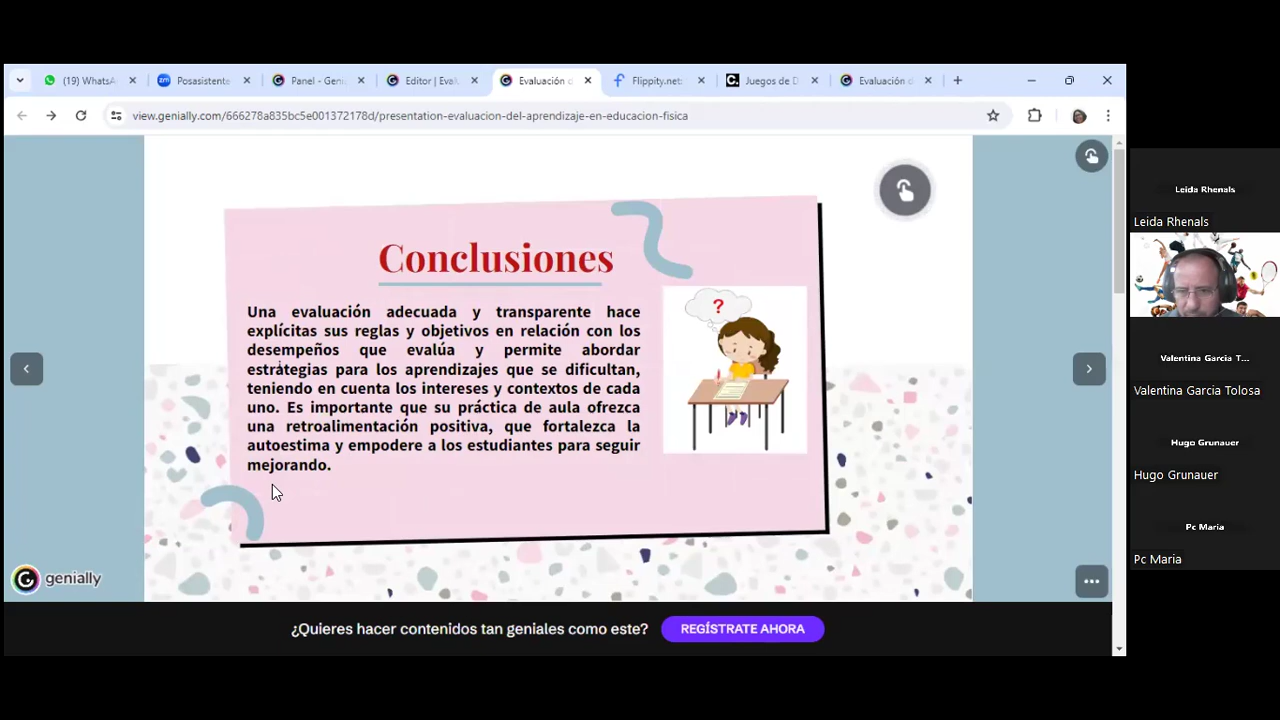 (19) WhatsA
Posasistente
Panel - Geni
Editor | Eval
Evaluación d
Flippity.net:
Juegos de D
Evaluación d
view.genially.com/666278a835bc5e001372178d/presentation-evaluacion-del-aprendizaje-en-educacion-fisica
Conclusiones
Una evaluación adecuada y transparente hace
explícitas sus reglas y objetivos en relación con los
desempeños que evalúa y permite abordar
estrategias para los aprendizajes que se dificultan,
teniendo en cuenta los intereses y contextos de cada
uno. Es importante que su práctica de aula ofrezca
una retroalimentación positiva, que fortalezca la
autoestima y empodere a los estudiantes para seguir
mejorando.
?
genially
¿Quieres hacer contenidos tan geniales como este?
REGÍSTRATE AHORA
Leida Rhenals
Leida Rhenals
Valentina Garcia T...
Valentina Garcia Tolosa
Hugo Grunauer
Hugo Grunauer
Pc Maria
Pc Maria